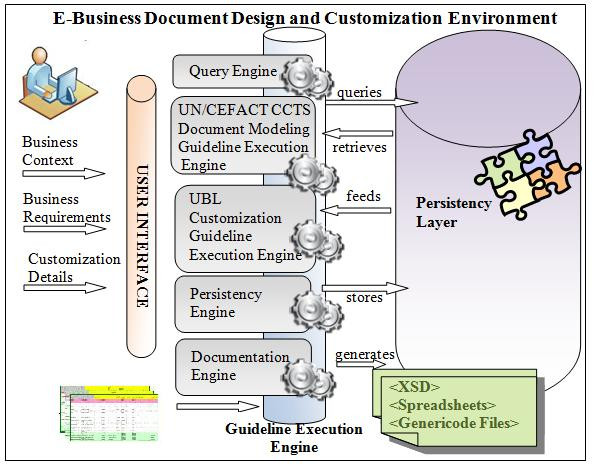 E-Business Document Design and Customization Environment
Query Engine
queries
UN/CEFACT CCTS
Document Modeling
Guideline Execution
Engine
retrieves
Business
Context
Business
Requirements
Customization
Details
USER INTERFACE
UBL
Customization
Guideline
Execution Engine
feeds
Persistency
Layer
Persistency
Engine
stores
Documentation
Engine
generates
<XSD>
<Spreadsheets>
<Genericode Files>
Guideline Execution
Engine